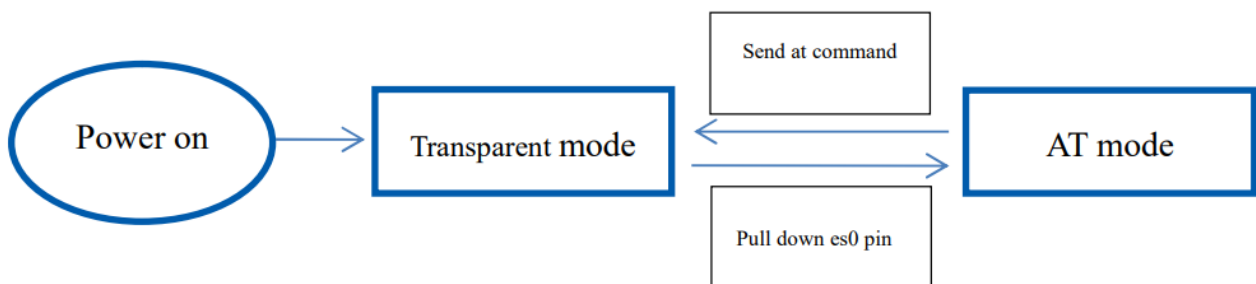 Send at command
Power on
Transparent mode
AT mode
Pull down es0 pin